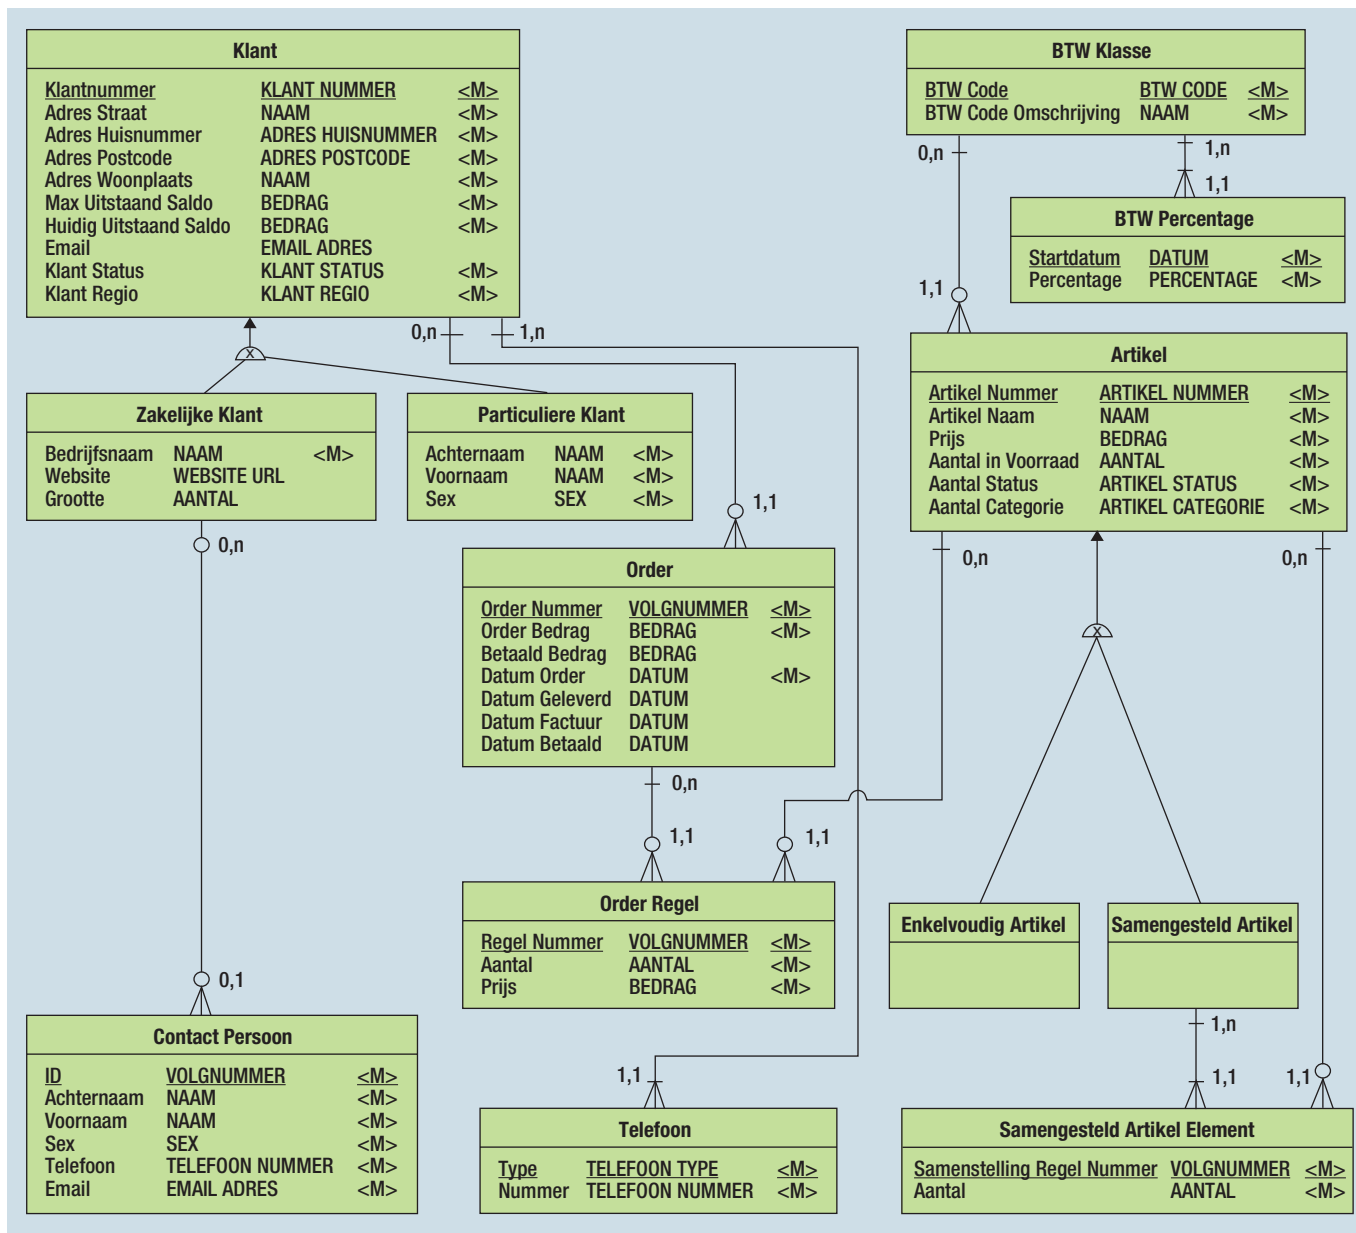 Klant
Klantnummer KLANT NUMMER <M>
Adres Straat NAAM <M>
Adres Huisnummer ADRES HUISNUMMER <M>
Adres Postcode ADRES POSTCODE <M>
Adres Woonplaats NAAM <M>
Max Uitstaand Saldo BEDRAG <M>
Huidig Uitstaand Saldo BEDRAG <M>
Email EMAIL ADRES
Klant Status KLANT STATUS <M>
Klant Regio KLANT REGIO <M>
BTW Klasse
BTW Code BTW CODE <M>
BTW Code Omschrijving NAAM <M>
0,n
1,n
1,1
BTW Percentage
Startdatum DATUM <M>
Percentage PERCENTAGE <M>
1,1
0,n
1,n
x
Zakelijke Klant
Bedrijfsnaam NAAM <M>
Website WEBSITE URL
Grootte AANTAL
Particuliere Klant
Achternaam NAAM <M>
Voornaam NAAM <M>
Sex SEX <M>
Artikel
Artikel Nummer ARTIKEL NUMMER <M>
Artikel Naam NAAM <M>
Prijs BEDRAG <M>
Aantal in Voorraad AANTAL <M>
Aantal Status ARTIKEL STATUS <M>
Aantal Categorie ARTIKEL CATEGORIE <M>
0,n
1,1
0,n
0,n
Order
Order Nummer VOLGNUMMER <M>
Order Bedrag BEDRAG <M>
Betaald Bedrag BEDRAG
Datum Order DATUM <M>
Datum Geleverd DATUM
Datum Factuur DATUM
Datum Betaald DATUM
x
0,n
1,1
1,1
Order Regel
Regel Nummer VOLGNUMMER <M>
Aantal AANTAL <M>
Prijs BEDRAG <M>
Enkelvoudig Artikel
Samengesteld Artikel
0,1
Contact Persoon
ID VOLGNUMMER <M>
Achternaam NAAM <M>
Voornaam NAAM <M>
Sex SEX <M>
Telefoon TELEFOON NUMMER <M>
Email EMAIL ADRES <M>
1,1
Telefoon
Type TELEFOON TYPE <M>
Nummer TELEFOON NUMMER <M>
1,n
1,1
1,1
Samengesteld Artikel Element
Samenstelling Regel Nummer VOLGNUMMER <M>
Aantal AANTAL <M>